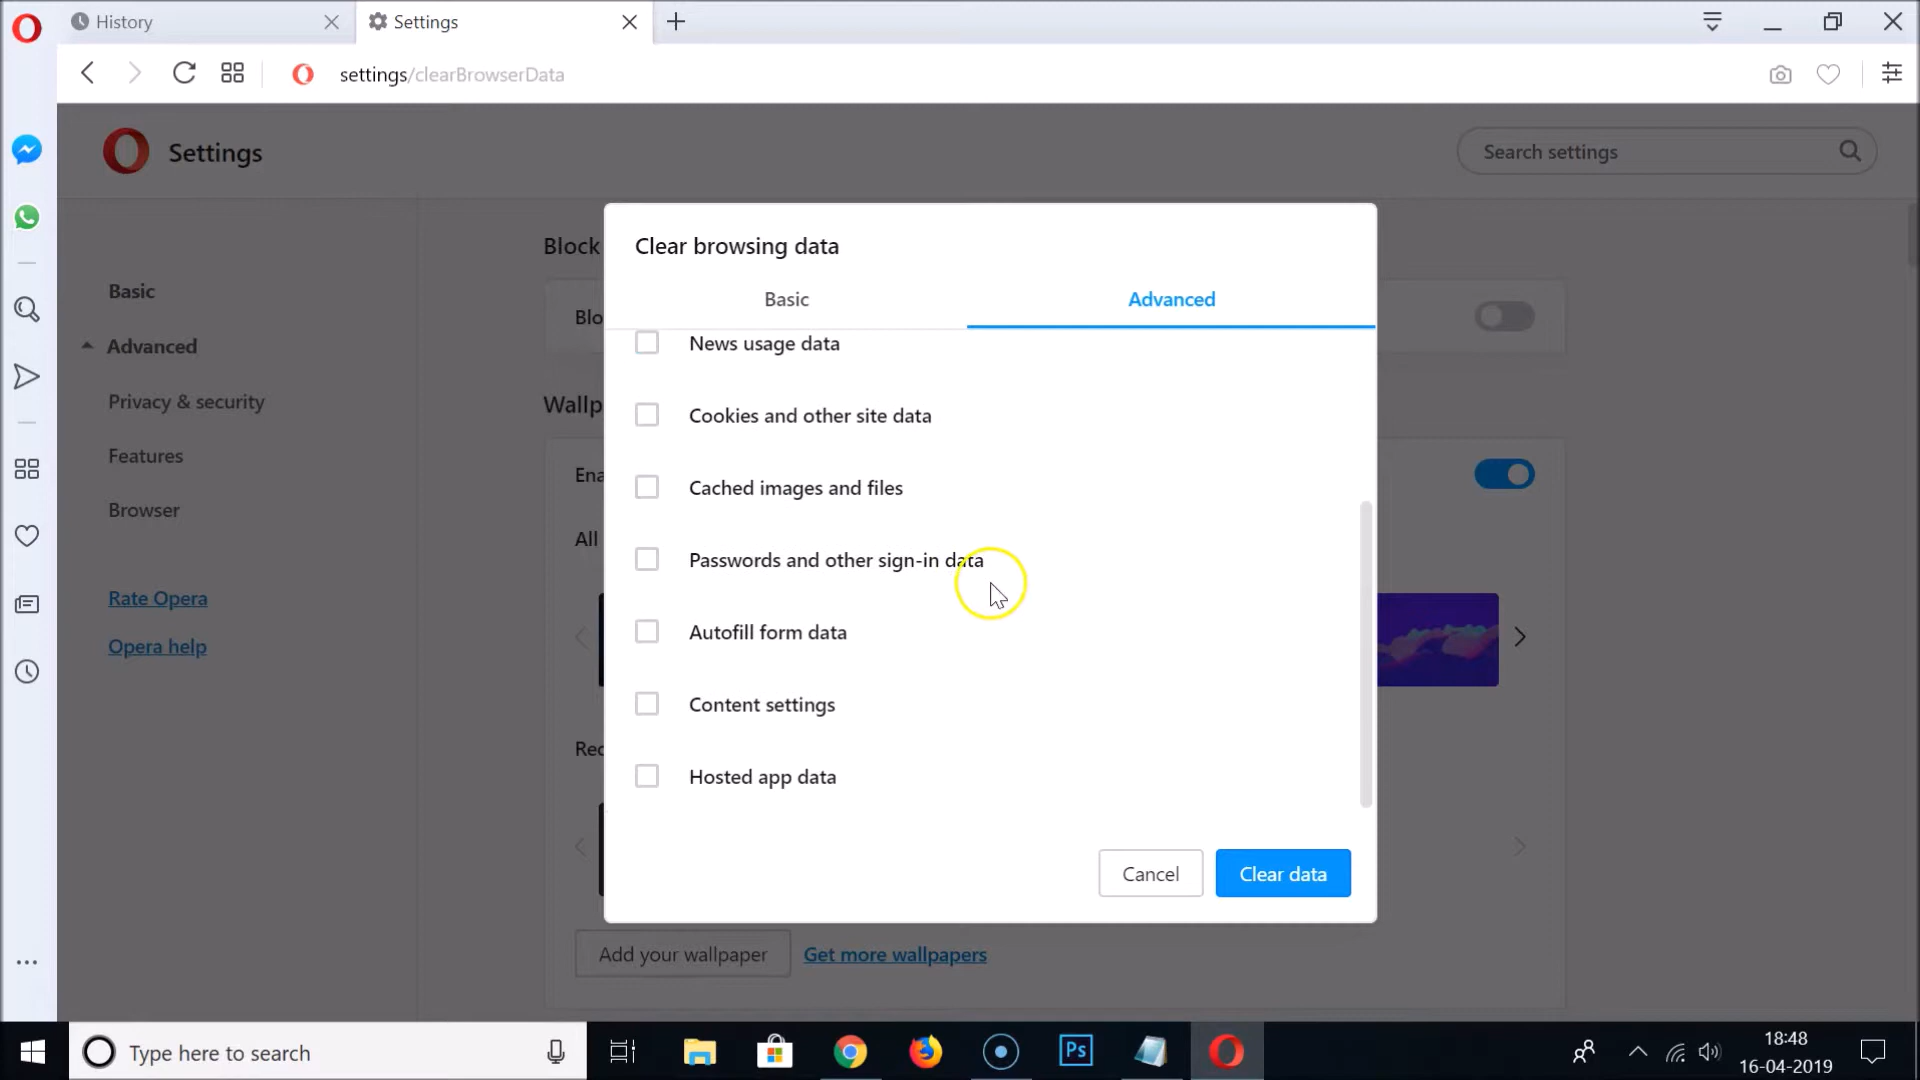 History
Settings
settings/clearBrowserData
Settings
Search settings
Basic
Advanced
Privacy & security
Features
Browser
Rate Opera
Opera help
Block
Blo
Wallp
Ena
All
Rec
Clear browsing data
Basic
Advanced
News usage data
Cookies and other site data
Cached images and files
Passwords and other sign-in data
Autofill form data
Content settings
Hosted app data
Cancel
Clear data
Add your wallpaper
Get more wallpapers
Type here to search
Ps
18:48
16-04-2019